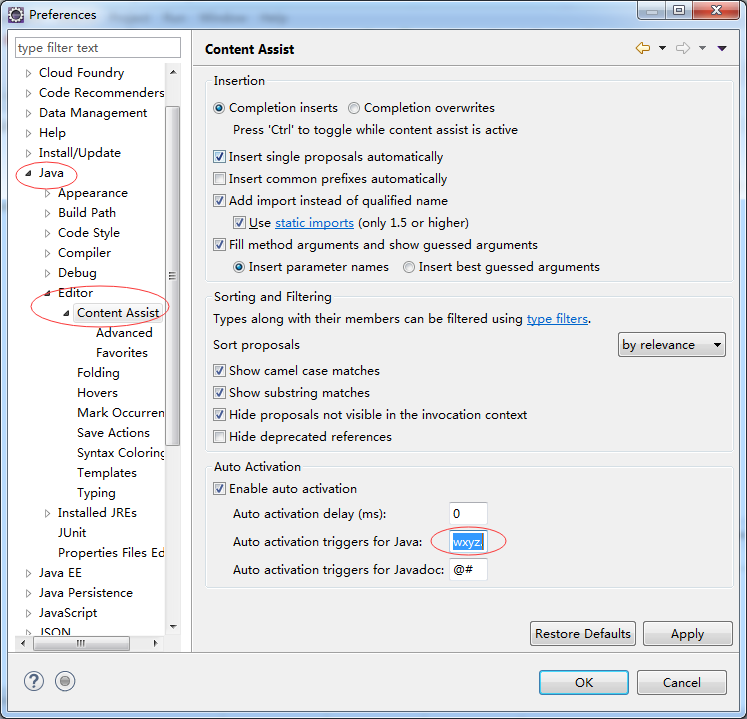 Preferences
type filter text
Cloud Foundry
Code Recommenders
Data Management
Help
Install/Update
Java
Appearance
Build Path
Code Style
Compiler
Debug
Editor
Content Assist
Advanced
Favorites
Folding
Hovers
Mark Occurren
Save Actions
Syntax Coloring
Templates
Typing
Installed JREs
JUnit
Properties Files Ed
Java EE
Java Persistence
JavaScript
JSON
Content Assist
Insertion
Completion inserts Completion overwrites
Press 'Ctrl' to toggle while content assist is active
Insert single proposals automatically
Insert common prefixes automatically
Add import instead of qualified name
Use static imports (only 1.5 or higher)
Fill method arguments and show guessed arguments
Insert parameter names Insert best guessed arguments
Sorting and Filtering
Types along with their members can be filtered using type filters.
Sort proposals by relevance
Show camel case matches
Show substring matches
Hide proposals not visible in the invocation context
Hide deprecated references
Auto Activation
Enable auto activation
Auto activation delay (ms): 0
Auto activation triggers for Java: wxyz.
Auto activation triggers for Javadoc: @#
Restore Defaults Apply
? OK Cancel